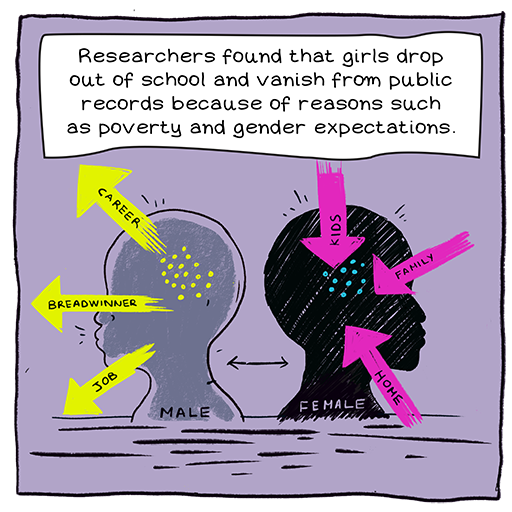 Researchers found that girls drop
out of school and vanish from public
records because of reasons such
as poverty and gender expectations.
CAREER
BREADWINNER
JOB
MALE
KIDS
FAMILY
HOME
FEMALE